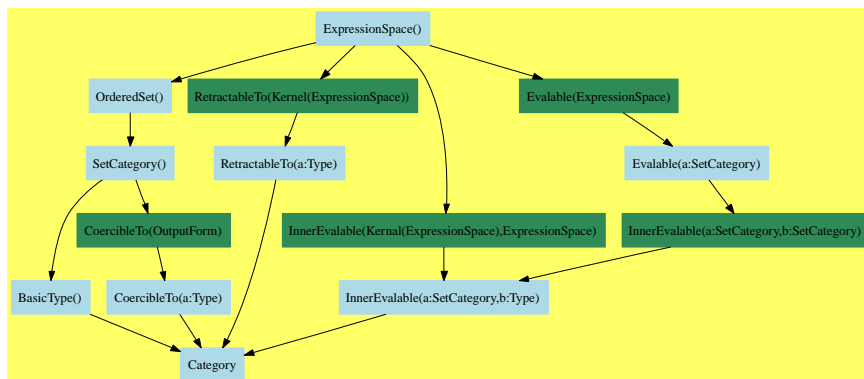 ExpressionSpace()
OrderedSet()
RetractableTo(Kernel(ExpressionSpace))
Evalable(ExpressionSpace)
SetCategory()
RetractableTo(a:Type)
Evalable(a:SetCategory)
CoercibleTo(OutputForm)
InnerEvalable(Kernal(ExpressionSpace),ExpressionSpace)
InnerEvalable(a:SetCategory,b:SetCategory)
BasicType()
CoercibleTo(a:Type)
InnerEvalable(a:SetCategory,b:Type)
Category